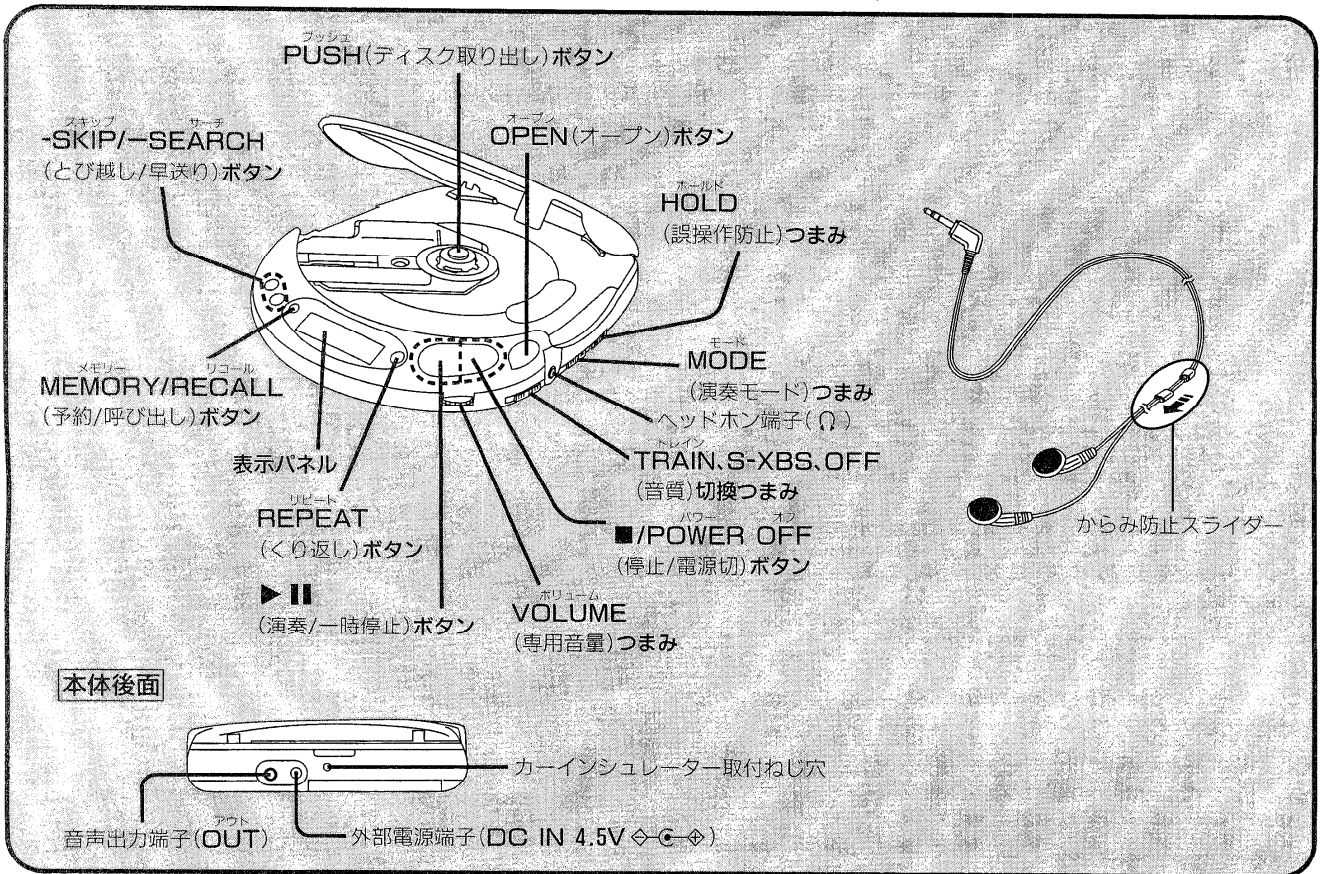 プッシュ
PUSH(ディスク取り出し)ボタン
スキップ サーチ
-SKIP/−SEARCH
(とび越し/早送り)ボタン
オープン
OPEN(オープン)ボタン
ホールド
HOLD
(誤操作防止)つまみ
モード
MODE
(演奏モード)つまみ
ヘッドホン端子(Ω)
トレイン
TRAIN、S-XBS、OFF
(音質)切換つまみ
パワー オフ
■/POWER OFF
(停止/電源切)ボタン
ボリューム
VOLUME
(専用音量)つまみ
メモリー リコール
MEMORY/RECALL
(予約/呼び出し)ボタン
表示パネル
リピート
REPEAT
(くり返し)ボタン
▶ ❚❚
(演奏/一時停止)ボタン
からみ防止スライダー
本体後面
カーインシュレーター取付ねじ穴
アウト
音声出力端子(OUT)
外部電源端子(DC IN 4.5V ⊖-⊙-⊕)